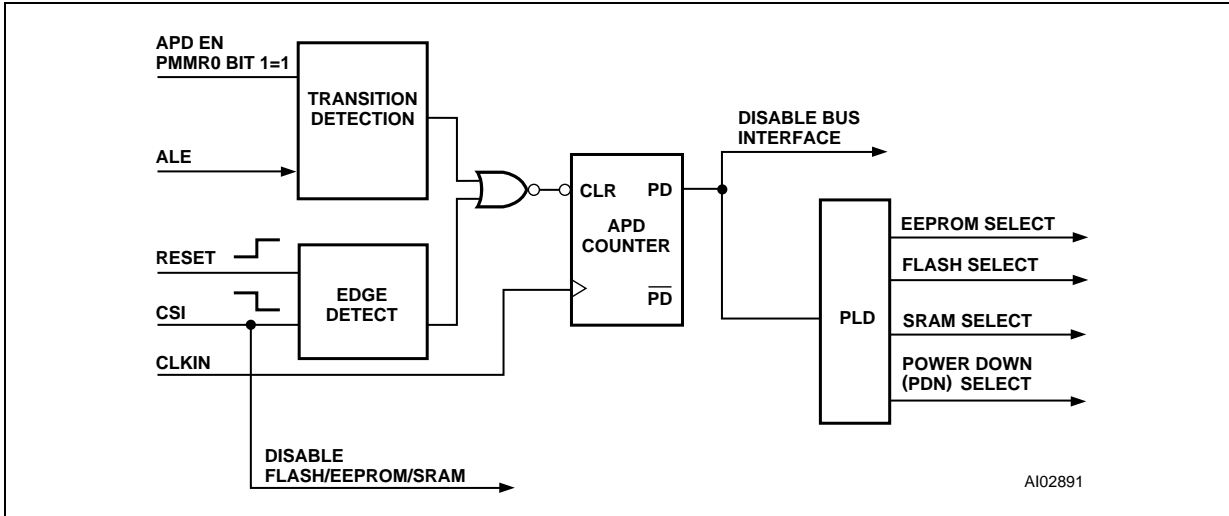 APD EN
PMMR0 BIT 1=1
TRANSITION
DETECTION
ALE
RESET
CSI
EDGE
DETECT
CLKIN
DISABLE
FLASH/EEPROM/SRAM
CLR PD
APD
COUNTER
PD
DISABLE BUS
INTERFACE
PLD
EEPROM SELECT
FLASH SELECT
SRAM SELECT
POWER DOWN
(PDN) SELECT
AI02891